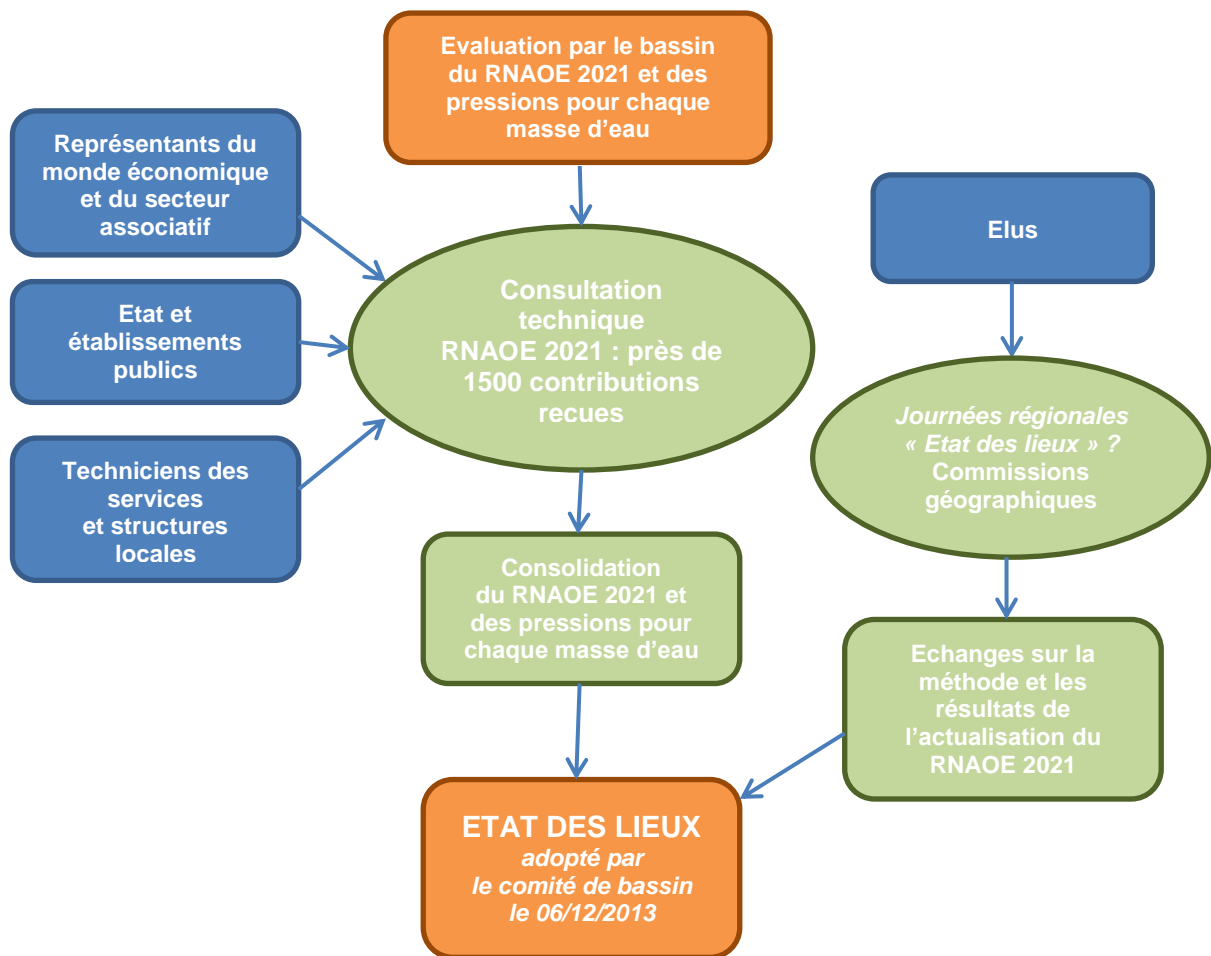 Evaluation par le bassin
du RNAOE 2021 et des
pressions pour chaque
masse d'eau
Représentants du
monde économique
et du secteur
associatif
Elus
Etat et
établissements
publics
Consultation
technique
RNAOE 2021 : près de
1500 contributions
recues
Journées régionales
« Etat des lieux » ?
Commissions
géographiques
Techniciens des
services
et structures
locales
Consolidation
du RNAOE 2021 et
des pressions pour
chaque masse d'eau
Echanges sur la
méthode et les
résultats de
l'actualisation du
RNAOE 2021
ETAT DES LIEUX
adopté par
le comité de bassin
le 06/12/2013